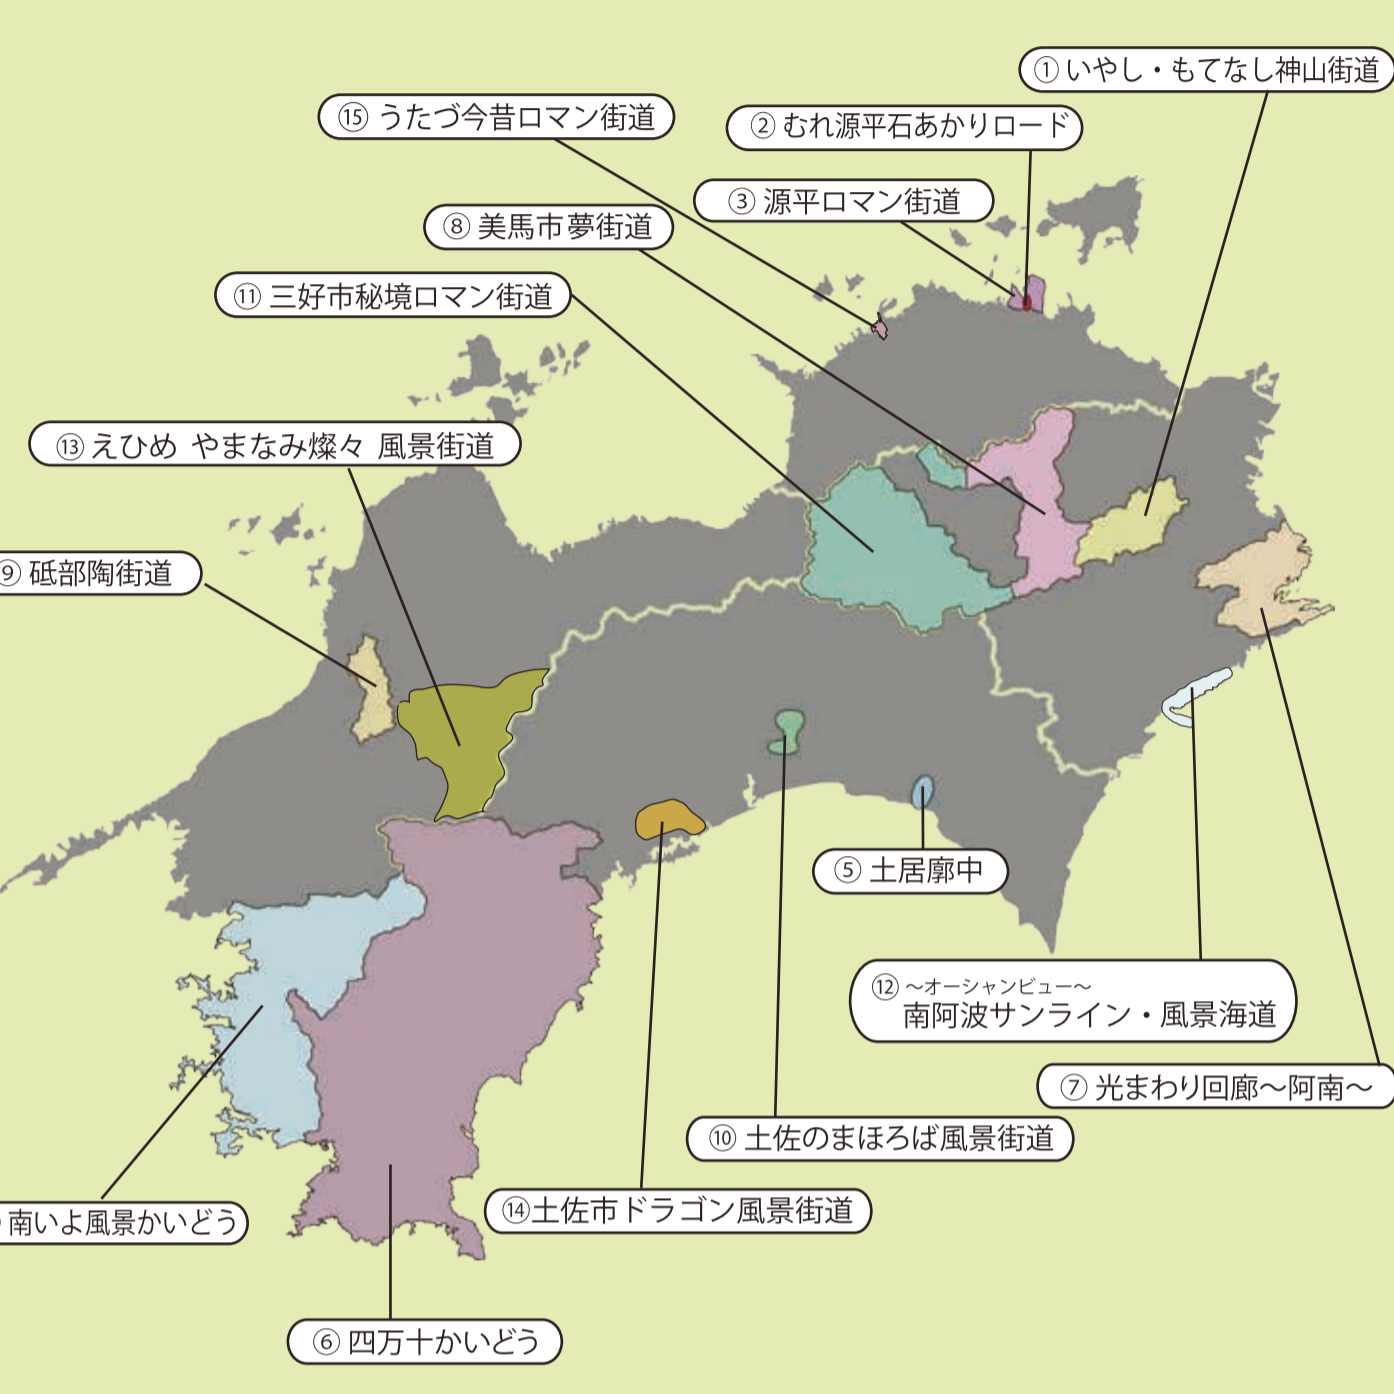 ① いやし・もてなし神山街道
⑮ うたづ今昔ロマン街道
② むれ源平石あかりロード
③ 源平ロマン街道
⑧ 美馬市夢街道
⑪ 三好市秘境ロマン街道
⑬ えひめ やまなみ燦々 風景街道
⑨ 砥部陶街道
⑤ 土居廓中
⑫ ~オーシャンビュー~
南阿波サンライン・風景海道
⑦ 光まわり回廊~阿南~
⑩ 土佐のまほろば風景街道
⑭土佐市ドラゴン風景街道
南いよ風景かいどう
⑥ 四万十かいどう